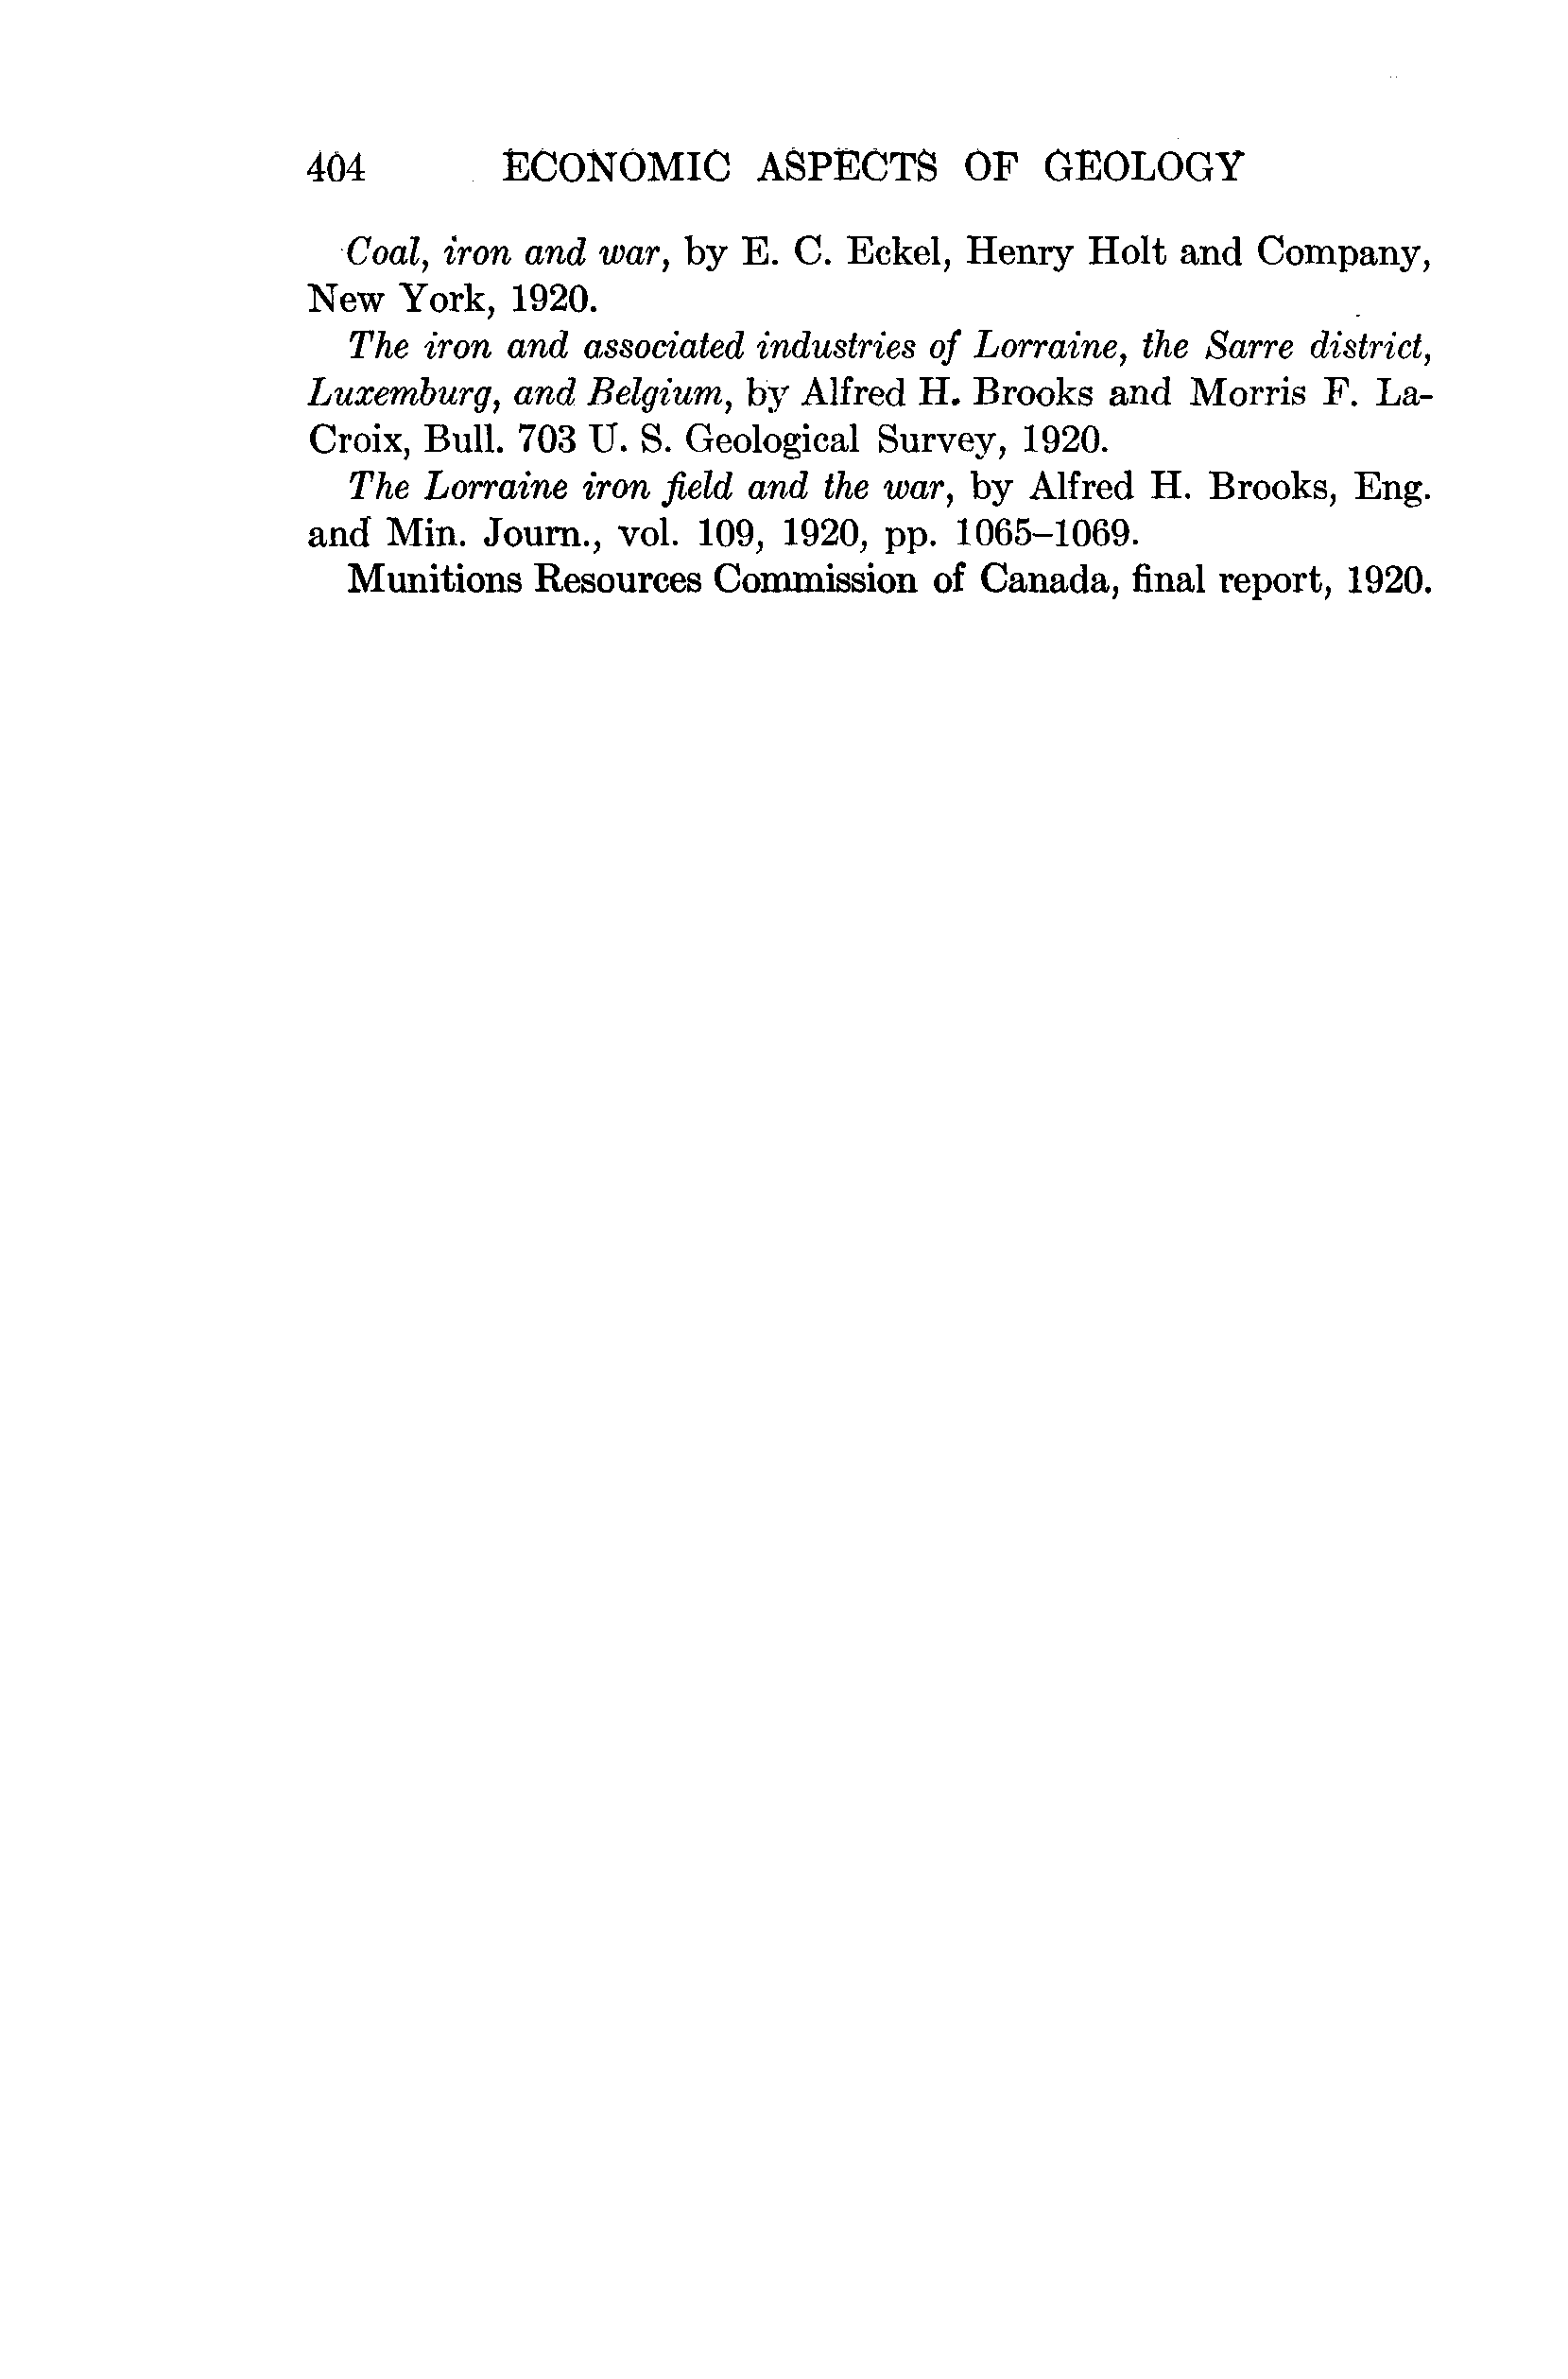 404 ECONOMIC ASPECTS OF GEOLOGY
Coal, iron and war, by E. C. Eckel, Henry Holt and Company,
New York, 1920.
The iron and associated industries of Lorraine, the Sarre district,
Luxemburg, and Belgium, by Alfred H. Brooks and Morris F. La-
Croix, Bull. 703 U. S. Geological Survey, 1920.
The Lorraine iron field and the war, by Alfred H. Brooks, Eng.
and Min. Journ., vol. 109, 1920, pp. 1065–1069.
Munitions Resources Commission of Canada, final report, 1920.